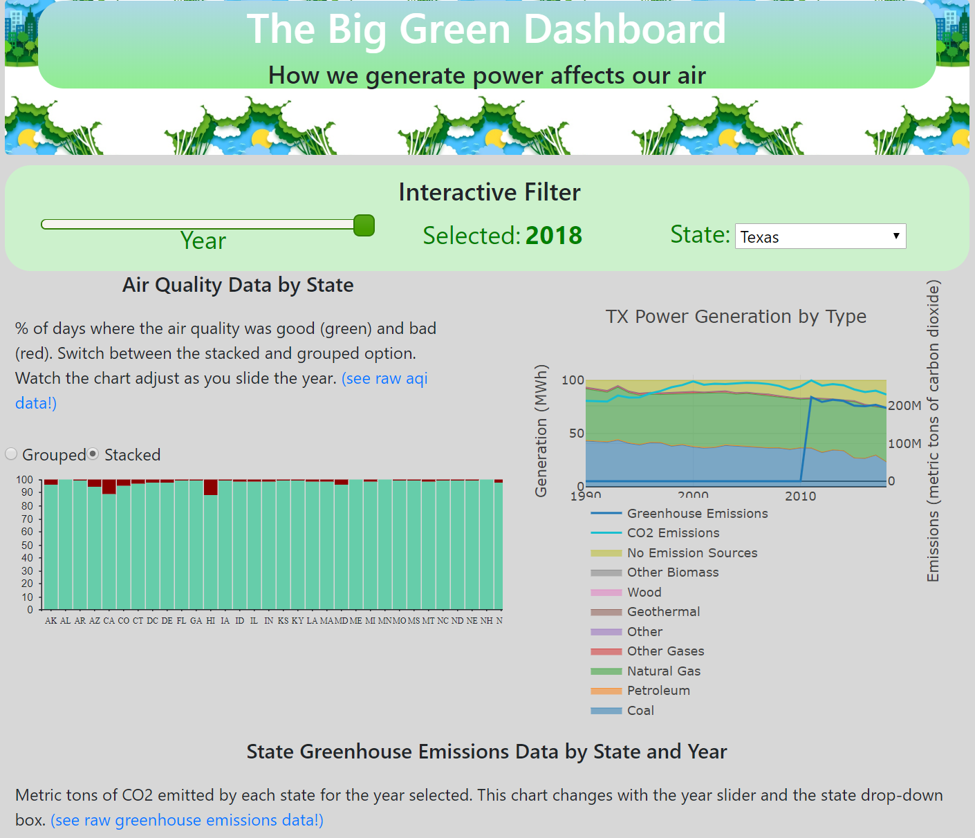 The Big Green Dashboard
How we generate power affects our air
Interactive Filter
Year
Selected: 2018
State: Texas
Air Quality Data by State
% of days where the air quality was good (green) and bad
(red). Switch between the stacked and grouped option.
Watch the chart adjust as you slide the year. (see raw aqi
data!)
Grouped Stacked
100
90
80
70
60
50
40
30
20
10
0
AK AL AR AZ CA CO CT DC DE FL GA HI IA ID IL IN KS KY LA MA MD ME MI MN MO MS MT NC ND NE NH N
TX Power Generation by Type
Generation (MWh)
100
50
0
1990 2000 2010
200M
100M
0
Emissions (metric tons of carbon dioxide)
Greenhouse Emissions
CO2 Emissions
No Emission Sources
Other Biomass
Wood
Geothermal
Other
Other Gases
Natural Gas
Petroleum
Coal
State Greenhouse Emissions Data by State and Year
Metric tons of CO2 emitted by each state for the year selected. This chart changes with the year slider and the state drop-down
box. (see raw greenhouse emissions data!)